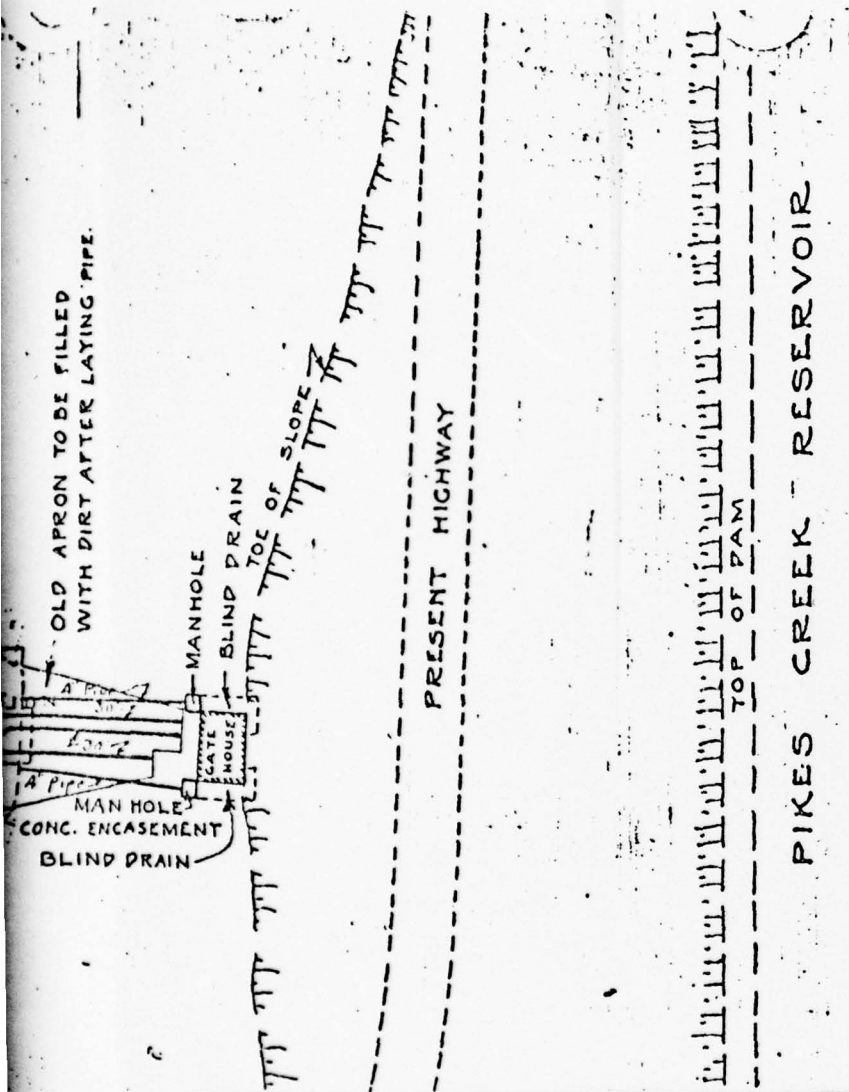 OLD APRON TO BE FILLED
WITH DIRT AFTER LAYING PIPE.
MANHOLE
BLIND DRAIN
TOE OF SLOPE
GATE
HOUSE
MAN HOLE
CONC. ENCASEMENT
BLIND DRAIN
PRESENT HIGHWAY
TOP OF DAM
PIKES CREEK RESERVOIR